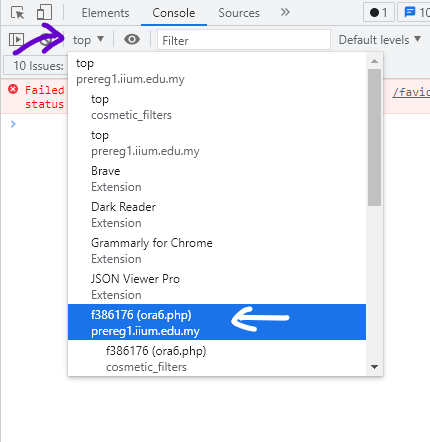 Elements Console Sources » 1 10
top ▼ Filter Default levels ▼
10 Issues:
Failed /favic
status
top
prereg1.iium.edu.my
top
cosmetic_filters
top
prereg1.iium.edu.my
Brave
Extension
Dark Reader
Extension
Grammarly for Chrome
Extension
JSON Viewer Pro
Extension
f386176 (ora6.php)
prereg1.iium.edu.my
f386176 (ora6.php)
cosmetic_filters